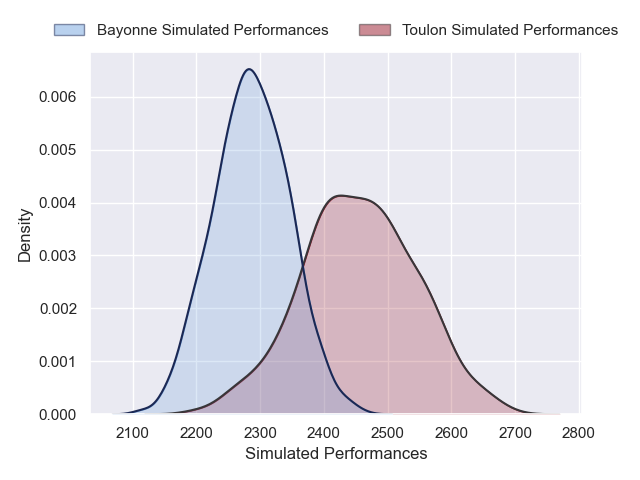 Bayonne Simulated Performances Toulon Simulated Performances
0.006
0.005
0.004
0.003
0.002
0.001
0.000
Density
2100 2200 2300 2400 2500 2600 2700 2800
Simulated Performances